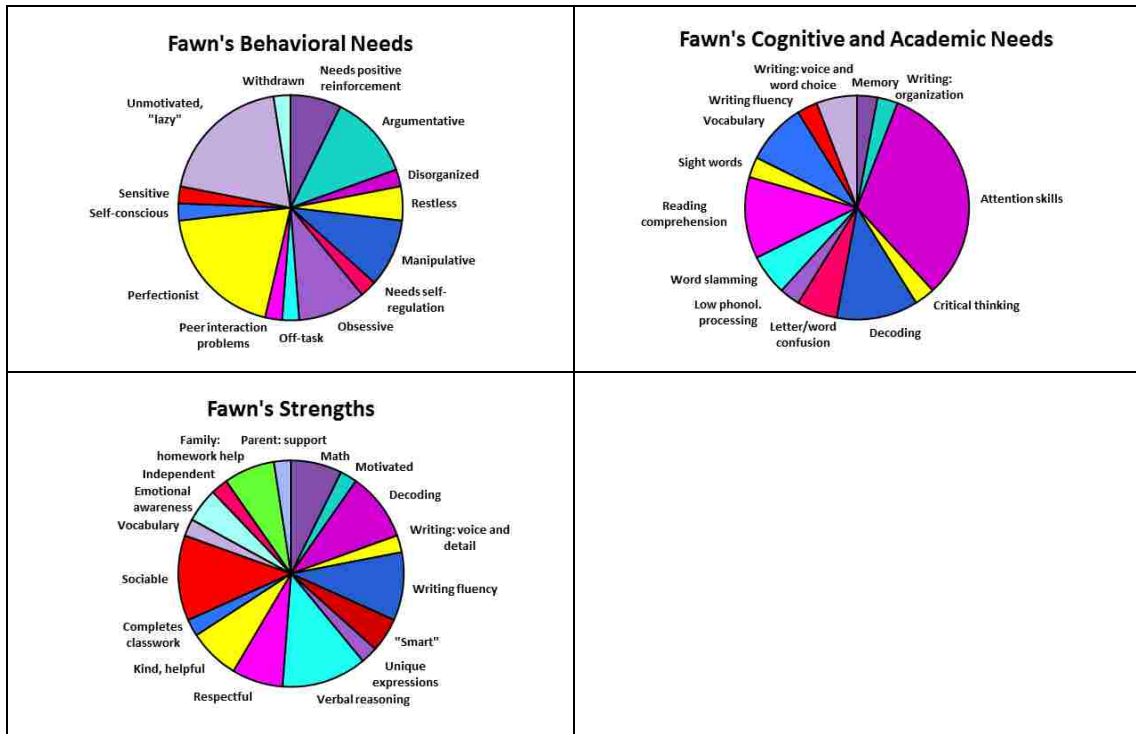 Fawn's Behavioral Needs
Withdrawn
Needs positive
reinforcement
Unmotivated,
"lazy"
Argumentative
Disorganized
Sensitive
Restless
Self-conscious
Manipulative
Perfectionist
Needs self-
regulation
Peer interaction
problems
Off-task
Obsessive
Fawn's Cognitive and Academic Needs
Writing: voice and
word choice
Memory
Writing:
organization
Writing fluency
Vocabulary
Sight words
Attention skills
Reading
comprehension
Word slamming
Critical thinking
Low phonol.
processing
Letter/word
confusion
Decoding
Fawn's Strengths
Family:
homework help
Parent: support
Math
Independent
Motivated
Emotional
awareness
Decoding
Vocabulary
Writing: voice and
detail
Sociable
Writing fluency
Completes
classwork
"Smart"
Kind, helpful
Unique
expressions
Respectful
Verbal reasoning